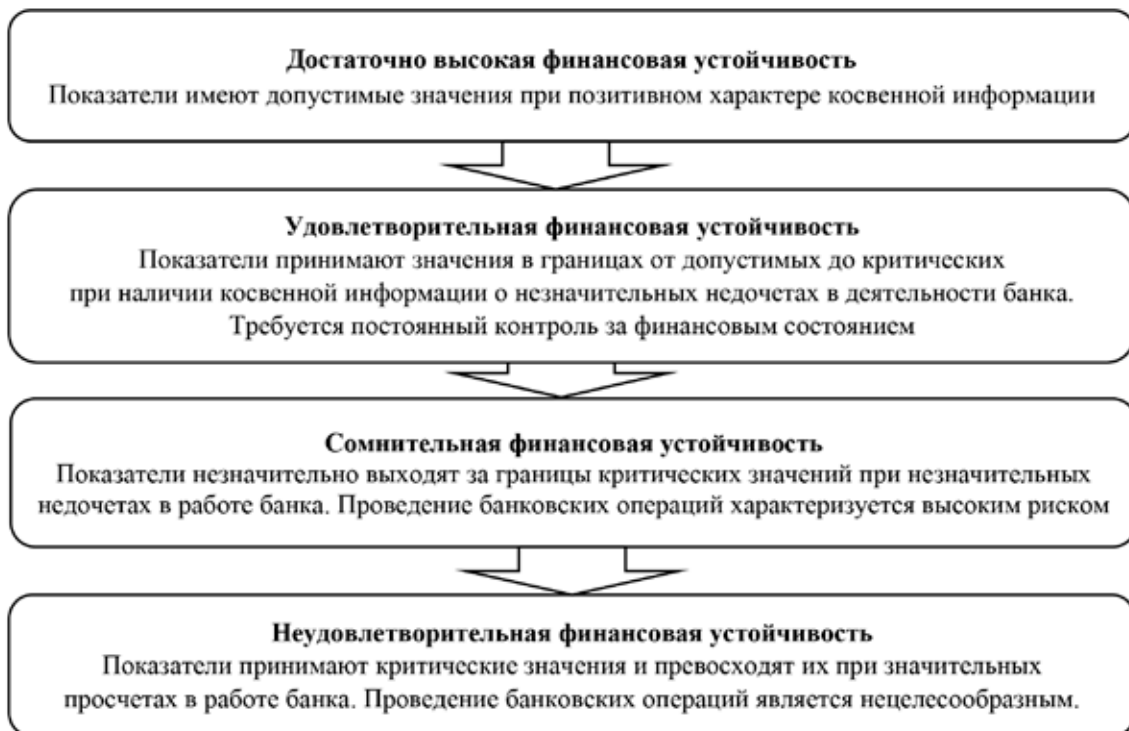 Достаточно высокая финансовая устойчивость
Показатели имеют допустимые значения при позитивном характере косвенной информации
Удовлетворительная финансовая устойчивость
Показатели принимают значения в границах от допустимых до критических
при наличии косвенной информации о незначительных недочетах в деятельности банка.
Требуется постоянный контроль за финансовым состоянием
Сомнительная финансовая устойчивость
Показатели незначительно выходят за границы критических значений при незначительных
недочетах в работе банка. Проведение банковских операций характеризуется высоким риском
Неудовлетворительная финансовая устойчивость
Показатели принимают критические значения и превосходят их при значительных
просчетах в работе банка. Проведение банковских операций является нецелесообразным.